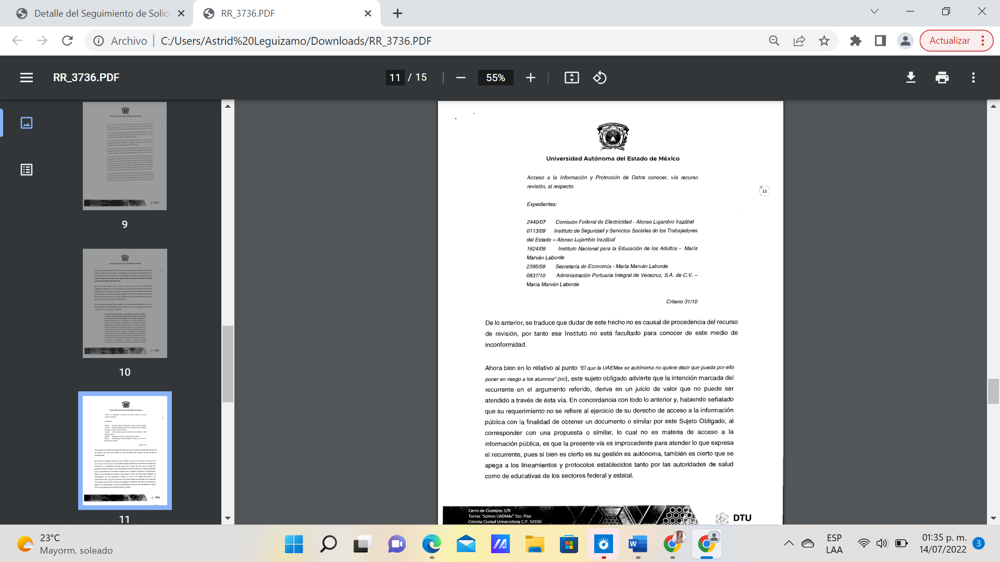 Detalle del Seguimiento de Solici
RR_3736.PDF
Archivo
C:/Users/Astrid%20Leguizamo/Downloads/RR_3736.PDF
Actualizar
RR_3736.PDF
11 / 15
55%
9
10
11
Universidad Autónoma del Estado de México
Acceso a la Información y Protección de Datos conocer, vía recurso
revisión, al respecto.
11
Expedientes:
2440/07 Comisión Federal de Electricidad - Alonso Lujambio Irazábal
0113/09 Instituto de Seguridad y Servicios Sociales de los Trabajadores
del Estado – Alonso Lujambio Irazábal
1624/09 Instituto Nacional para la Educación de los Adultos - María
Marván Laborde
2395/09 Secretaría de Economía - María Marván Laborde
0837/10 Administración Portuaria Integral de Veracruz, S.A. de C.V. –
María Marván Laborde
Criterio 31/10
De lo anterior, se traduce que dudar de este hecho no es causal de procedencia del recurso
de revisión, por tanto ese Instituto no está facultado para conocer de este medio de
inconformidad.
Ahora bien en lo relativo al punto “El que la UAEMex se autónoma no quiere decir que pueda por ello
poner en riesgo a los alumnos” (sic), este sujeto obligado advierte que la intención marcada del
recurrente en el argumento referido, deriva en un juicio de valor que no puede ser
atendido a través de ésta vía. En concordancia con todo lo anterior y, habiendo señalado
que su requerimiento no se refiere al ejercicio de su derecho de acceso a la información
pública con la finalidad de obtener un documento o similar por este Sujeto Obligado, al
corresponder con una propuesta o similar, lo cual no es materia de acceso a la
información pública, es que la presente vía es improcedente para atender lo que expresa
el recurrente, pues si bien es cierto es su gestión es autónoma, también es cierto que se
apega a los lineamientos y protocolos establecidos tanto por las autoridades de salud
como de educativas de los sectores federal y estatal.
Cerro de Coatepec S/N
Torres "Somos UAEMéx" 5to. Piso
Colonia Ciudad Universitaria C.P. 50100
DTU
23°C
Mayorm. soleado
ESP
LAA
01:35 p. m.
14/07/2022
3